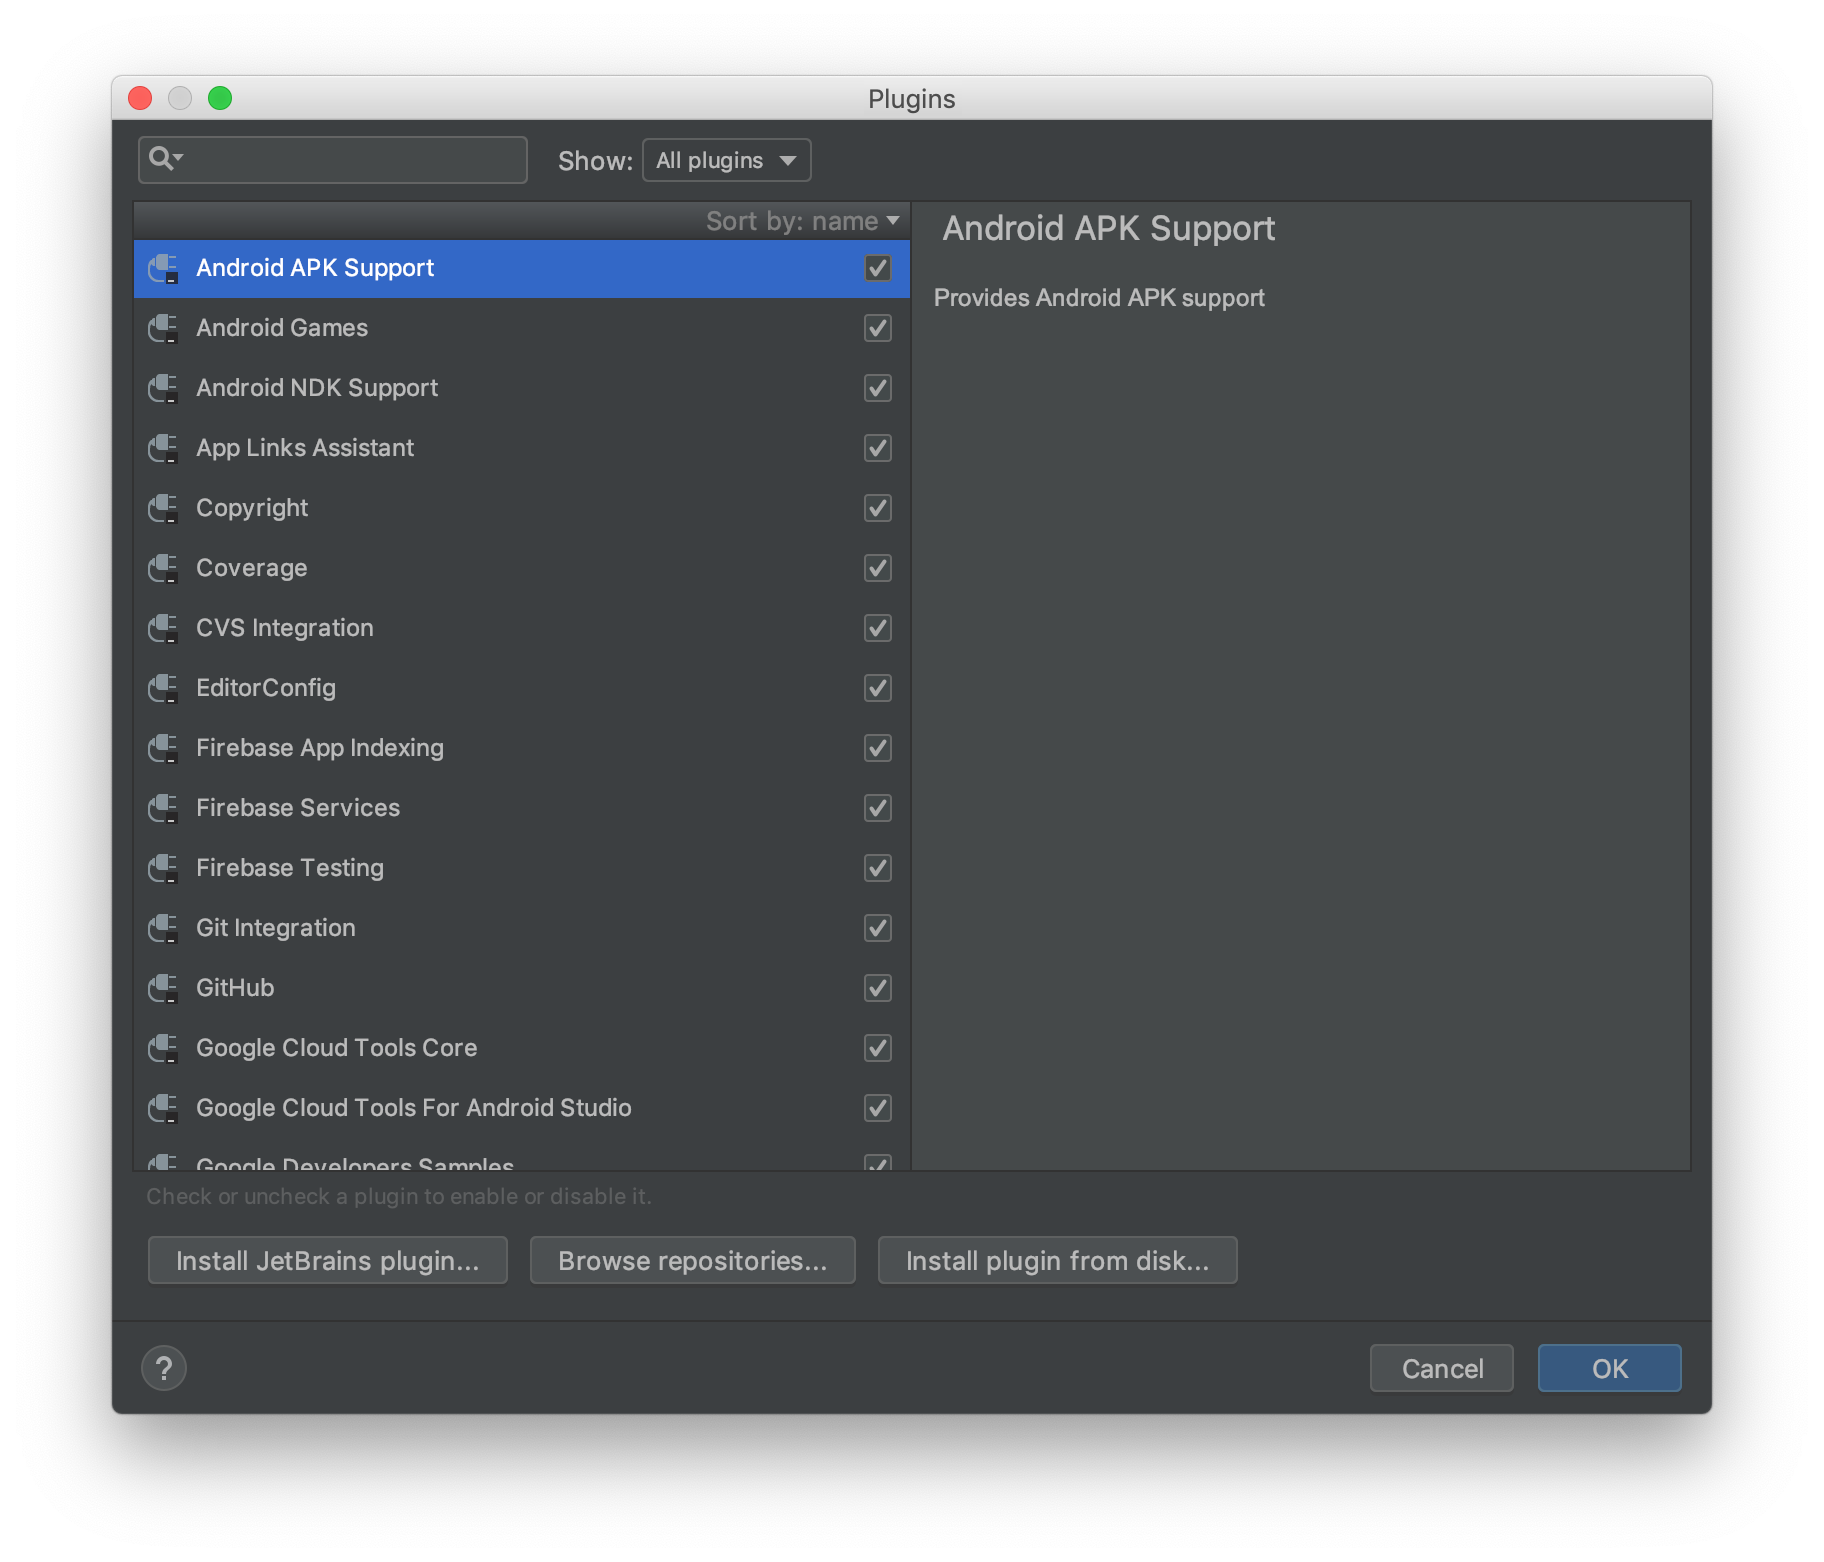 Plugins
Show: All plugins
Sort by: name
Android APK Support
Android Games
Android NDK Support
App Links Assistant
Copyright
Coverage
CVS Integration
EditorConfig
Firebase App Indexing
Firebase Services
Firebase Testing
Git Integration
GitHub
Google Cloud Tools Core
Google Cloud Tools For Android Studio
Google Developers Samples
Android APK Support
Provides Android APK support
Check or uncheck a plugin to enable or disable it.
Install JetBrains plugin...
Browse repositories...
Install plugin from disk...
?
Cancel
OK